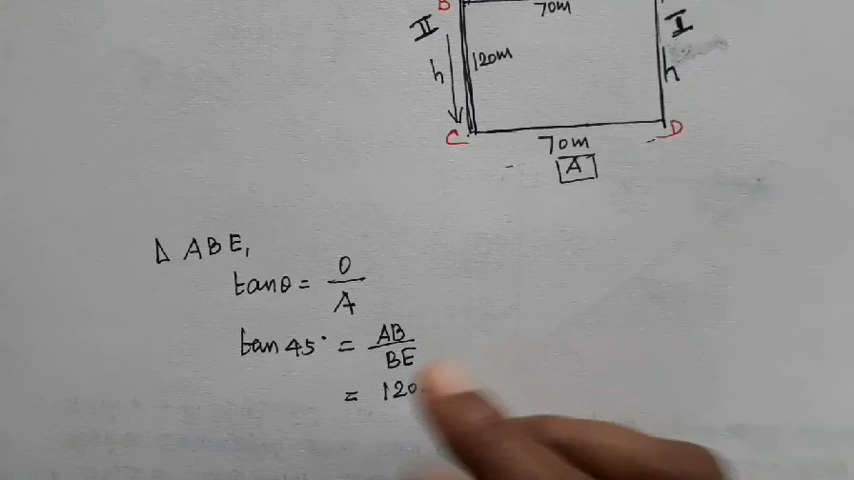 B
70m
II
I
h
120m
h
C
70m
D
A
Δ ABE,
tanθ = O / A
tan 45° = AB / BE
= 120